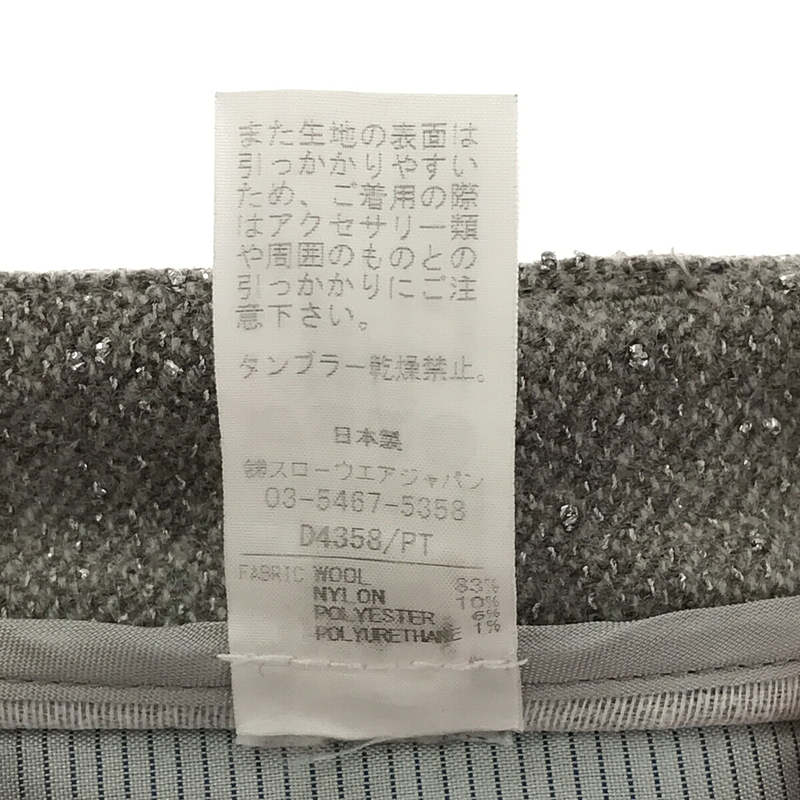 また生地の表面は
引っかかりやすい
ため、ご着用の際
はアクセサリー類
や周囲のものとの
引っかかりにご注
意下さい。
タンブラー乾燥禁止。
日本製
㈱スローウエアジャパン
03-5467-5358
D4358/PT
FABRIC WOOL 83%
NYLON 10%
POLYESTER 6%
POLYURETHANE 1%